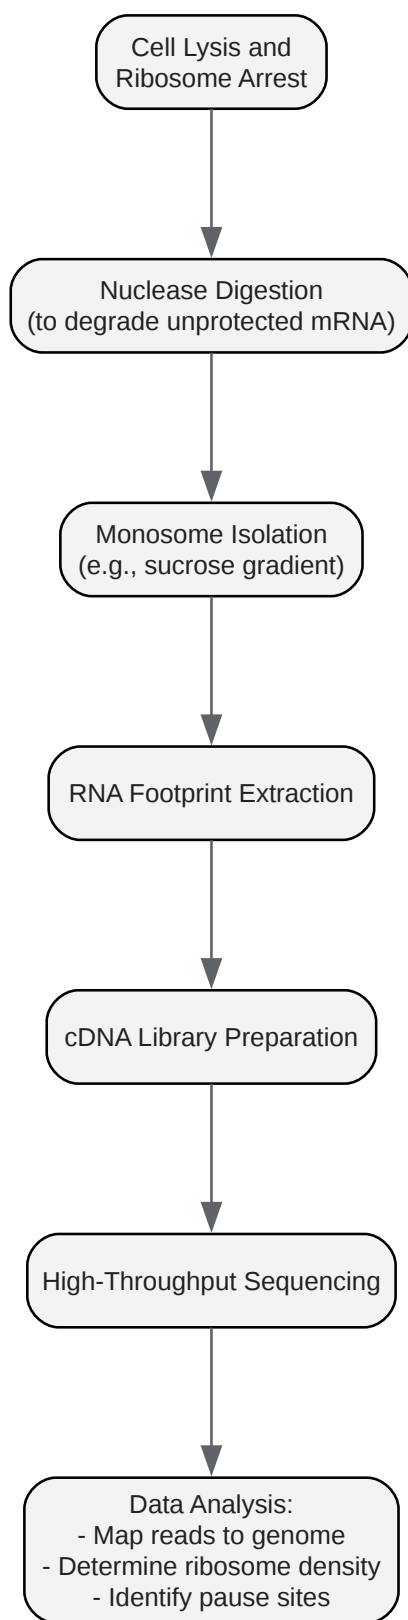 Cell Lysis and
Ribosome Arrest
Nuclease Digestion
(to degrade unprotected mRNA)
Monosome Isolation
(e.g., sucrose gradient)
RNA Footprint Extraction
cDNA Library Preparation
High-Throughput Sequencing
Data Analysis:
- Map reads to genome
- Determine ribosome density
- Identify pause sites